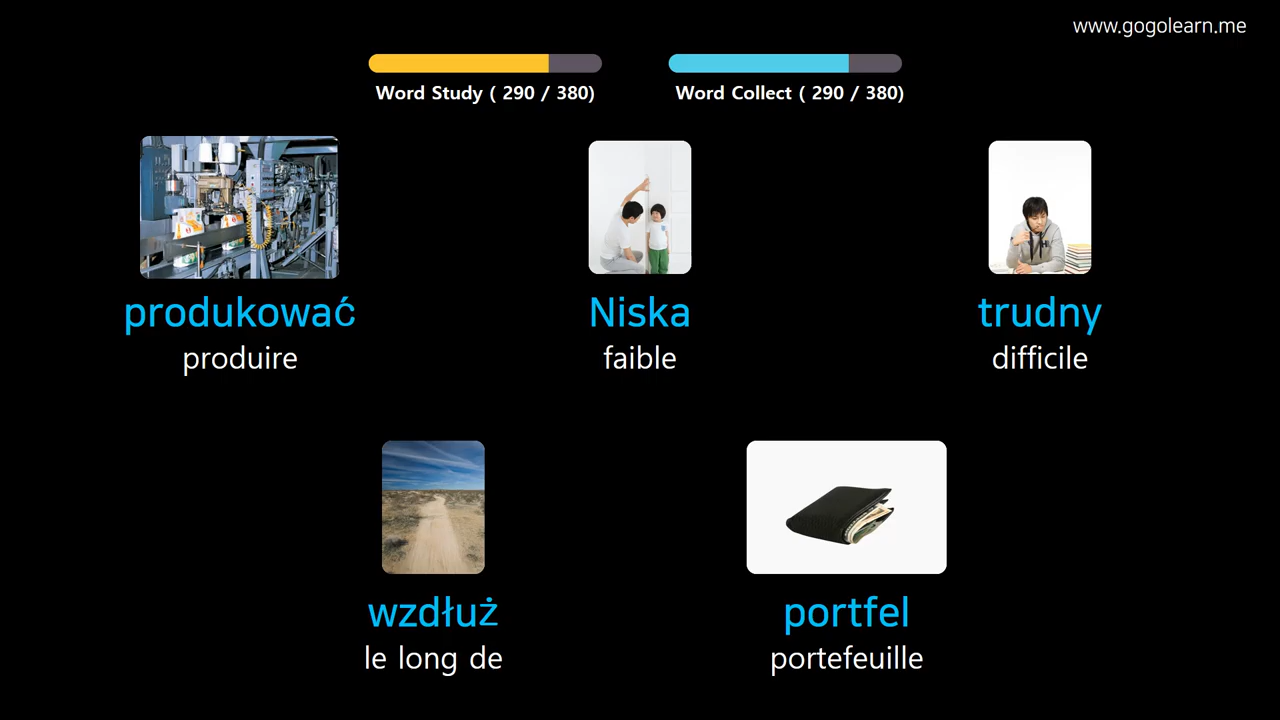 www.gogolearn.me
Word Study ( 290 / 380)
Word Collect ( 290 / 380)
produkować
Niska
trudny
produire
faible
difficile
wzdłuż
portfel
le long de
portefeuille